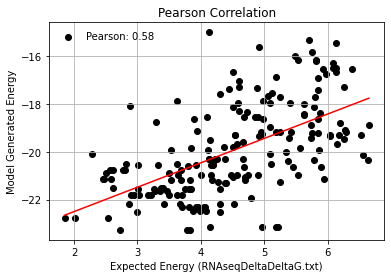 Pearson Correlation
Pearson: 0.58
−16
−18
−20
−22
Model Generated Energy
2
3
4
5
6
Expected Energy (RNAseqDeltaDeltaG.txt)